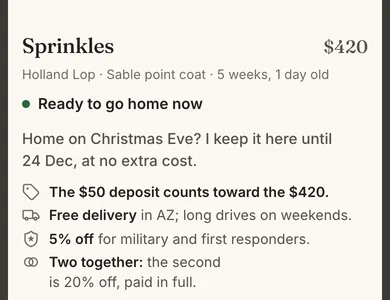 Sprinkles $420
Holland Lop · Sable point coat · 5 weeks, 1 day old
Ready to go home now
Home on Christmas Eve? I keep it here until
24 Dec, at no extra cost.
The $50 deposit counts toward the $420.
Free delivery in AZ; long drives on weekends.
5% off for military and first responders.
Two together: the second
is 20% off, paid in full.